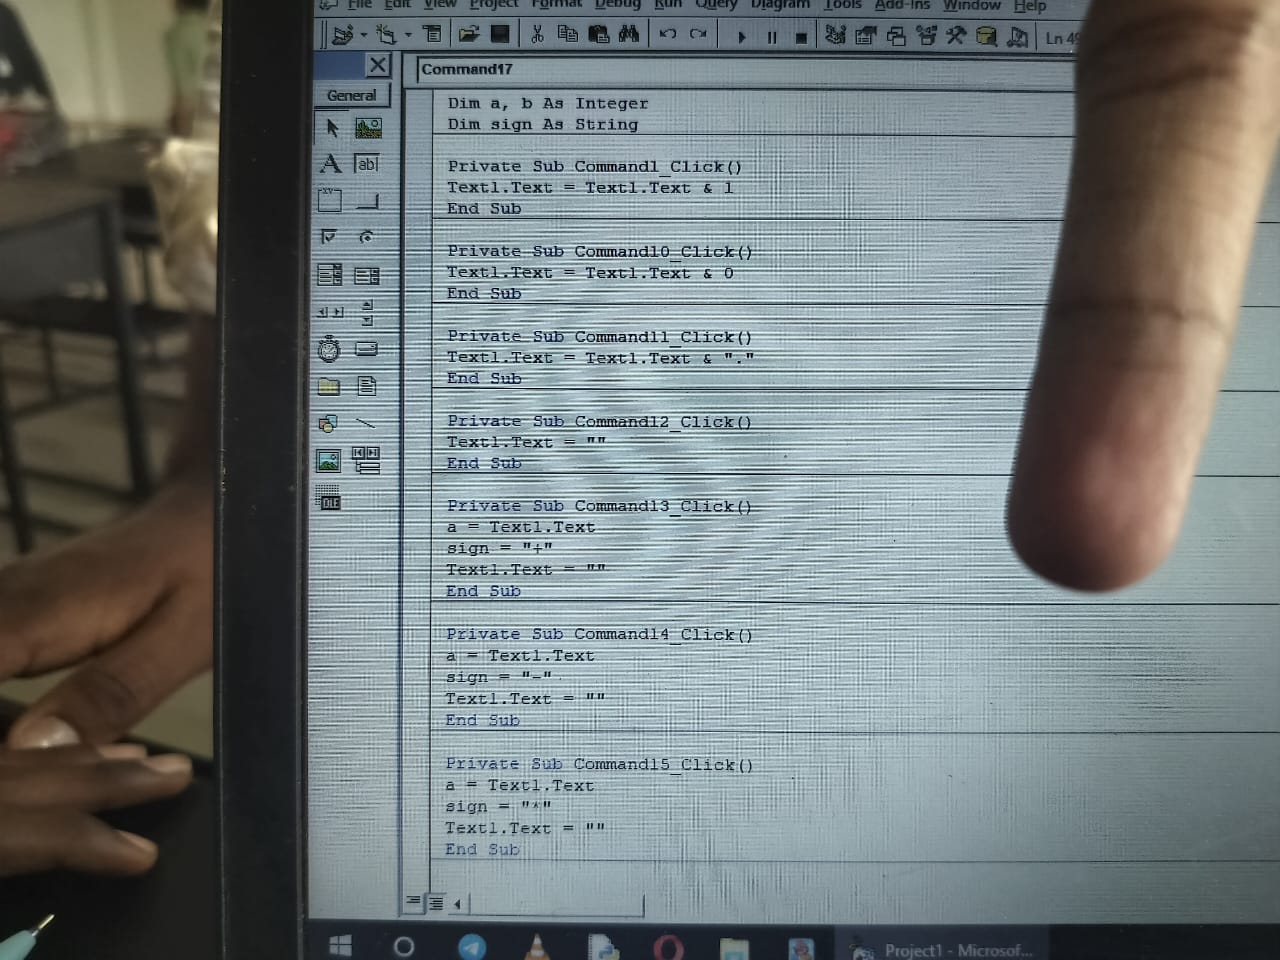 File Edit View Project Format Debug Run Query Diagram Tools Add-Ins Window Help
Ln 49
Command17
General
Dim a, b As Integer
Dim sign As String
Private Sub Command1_Click()
Text1.Text = Text1.Text & 1
End Sub
Private Sub Command10_Click()
Text1.Text = Text1.Text & 0
End Sub
Private Sub Command11_Click()
Text1.Text = Text1.Text & "."
End Sub
Private Sub Command12_Click()
Text1.Text = ""
End Sub
Private Sub Command13_Click()
a = Text1.Text
sign = "+"
Text1.Text = ""
End Sub
Private Sub Command14_Click()
a = Text1.Text
sign = "-"
Text1.Text = ""
End Sub
Private Sub Command15_Click()
a = Text1.Text
sign = "*"
Text1.Text = ""
End Sub
Project1 - Microsof...